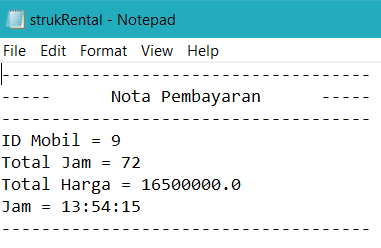 strukRental - Notepad
File Edit Format View Help
-------------------------------------
-----      Nota Pembayaran      -----
-------------------------------------
ID Mobil = 9
Total Jam = 72
Total Harga = 16500000.0
Jam = 13:54:15
-------------------------------------